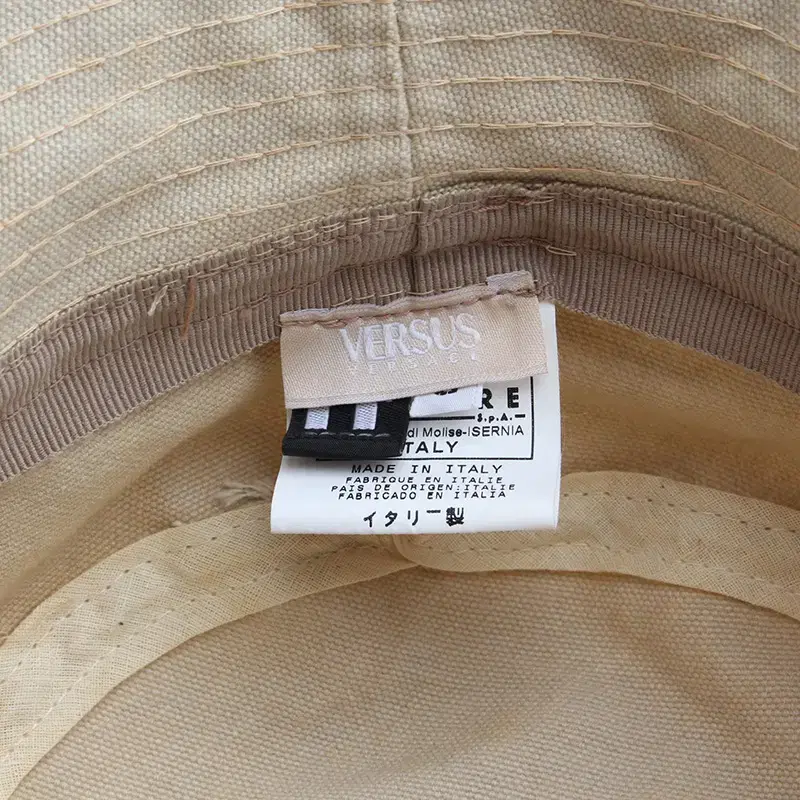 VERSUS
VERSACE
RE
S.p.A.
di Molise-ISERNIA
ITALY
MADE IN ITALY
FABRIQUE EN ITALIE
PAIS DE ORIGEN:ITALIE
FABRICADO EN ITALIA
イタリー製